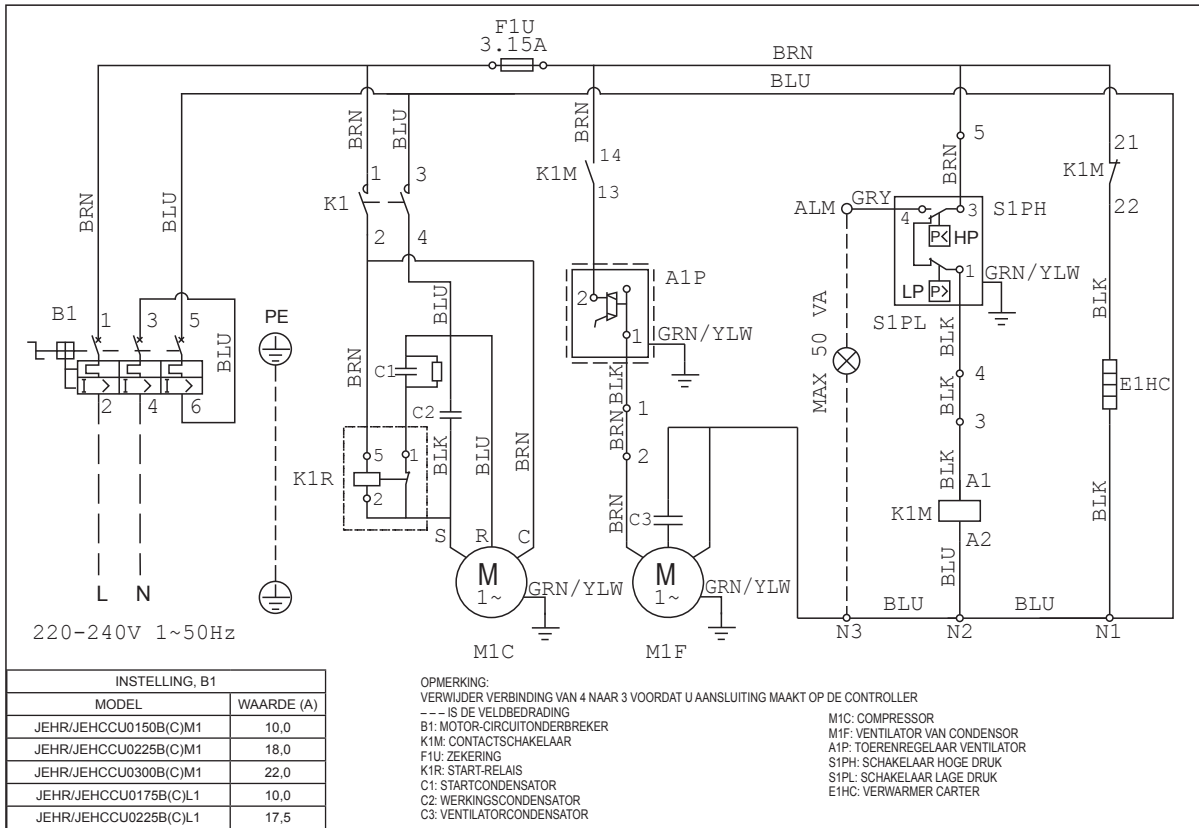 F1U
3.15A
BRN
BLU
BRN
BLU
BRN
14
K1M
13
5
BRN
21
K1M
22
1
3
K1
2
4
BRN
BLU
ALM
GRY
4
3
S1PH
P<
HP
1
LP
P>
GRN/YLW
S1PL
A1P
2
1
GRN/YLW
B1
1
3
5
BLU
I >
I >
I >
2
4
6
PE
BLU
BRN
C1
C2
BLK
BLU
BRN
K1R
5
1
2
S
R
C
M
1~
GRN/YLW
M1C
BLK
1
BRN
2
BRN
C3
M
1~
GRN/YLW
M1F
MAX 50 VA
BLK
4
BLK
3
BLK
A1
K1M
A2
BLU
BLK
E1HC
BLK
BLU
BLU
N3
N2
N1
L
N
220-240V 1~50Hz
INSTELLING, B1
MODEL WAARDE (A)
JEHR/JEHCCU0150B(C)M1 10,0
JEHR/JEHCCU0225B(C)M1 18,0
JEHR/JEHCCU0300B(C)M1 22,0
JEHR/JEHCCU0175B(C)L1 10,0
JEHR/JEHCCU0225B(C)L1 17,5
OPMERKING:
VERWIJDER VERBINDING VAN 4 NAAR 3 VOORDAT U AANSLUITING MAAKT OP DE CONTROLLER
– – – IS DE VELDBEDRADING
B1: MOTOR-CIRCUITONDERBREKER
K1M: CONTACTSCHAKELAAR
F1U: ZEKERING
K1R: START-RELAIS
C1: STARTCONDENSATOR
C2: WERKINGSCONDENSATOR
C3: VENTILATORCONDENSATOR
M1C: COMPRESSOR
M1F: VENTILATOR VAN CONDENSOR
A1P: TOERENREGELAAR VENTILATOR
S1PH: SCHAKELAAR HOGE DRUK
S1PL: SCHAKELAAR LAGE DRUK
E1HC: VERWARMER CARTER